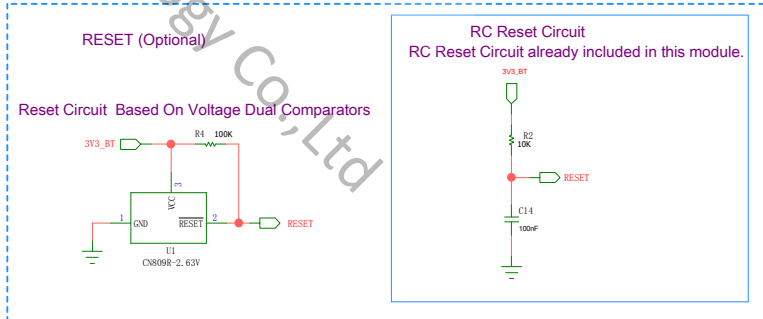 RESET (Optional)
Reset Circuit Based On Voltage Dual Comparators
3V3_BT
R4 100K
3
VCC
1
GND
RESET
2
RESET
U1
CN809R-2.63V
RC Reset Circuit
RC Reset Circuit already included in this module.
3V3_BT
R2
10K
RESET
C14
100nF
gy Co., Ltd